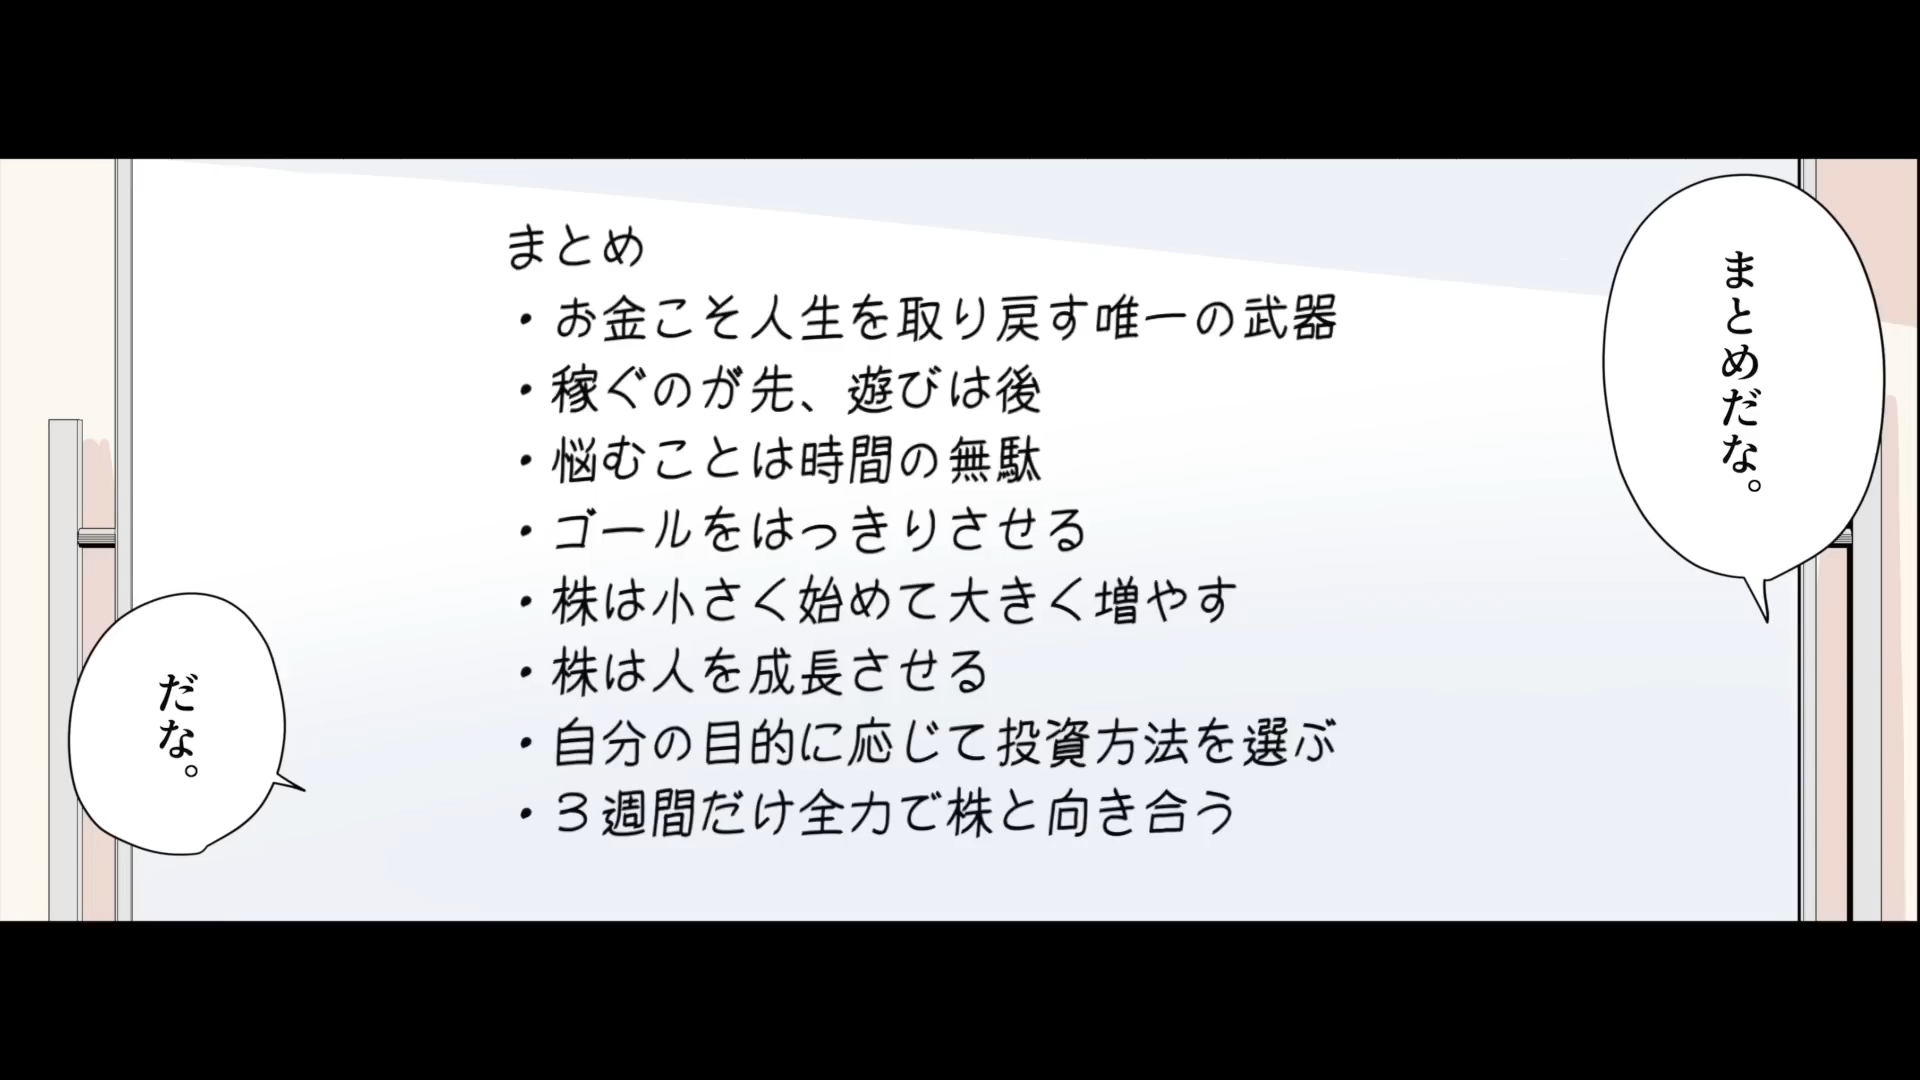 まとめだな。
まとめ
・お金こそ人生を取り戻す唯一の武器
・稼ぐのが先、遊びは後
・悩むことは時間の無駄
・ゴールをはっきりさせる
・株は小さく始めて大きく増やす
・株は人を成長させる
・自分の目的に応じて投資方法を選ぶ
・３週間だけ全力で株と向き合う
だな。